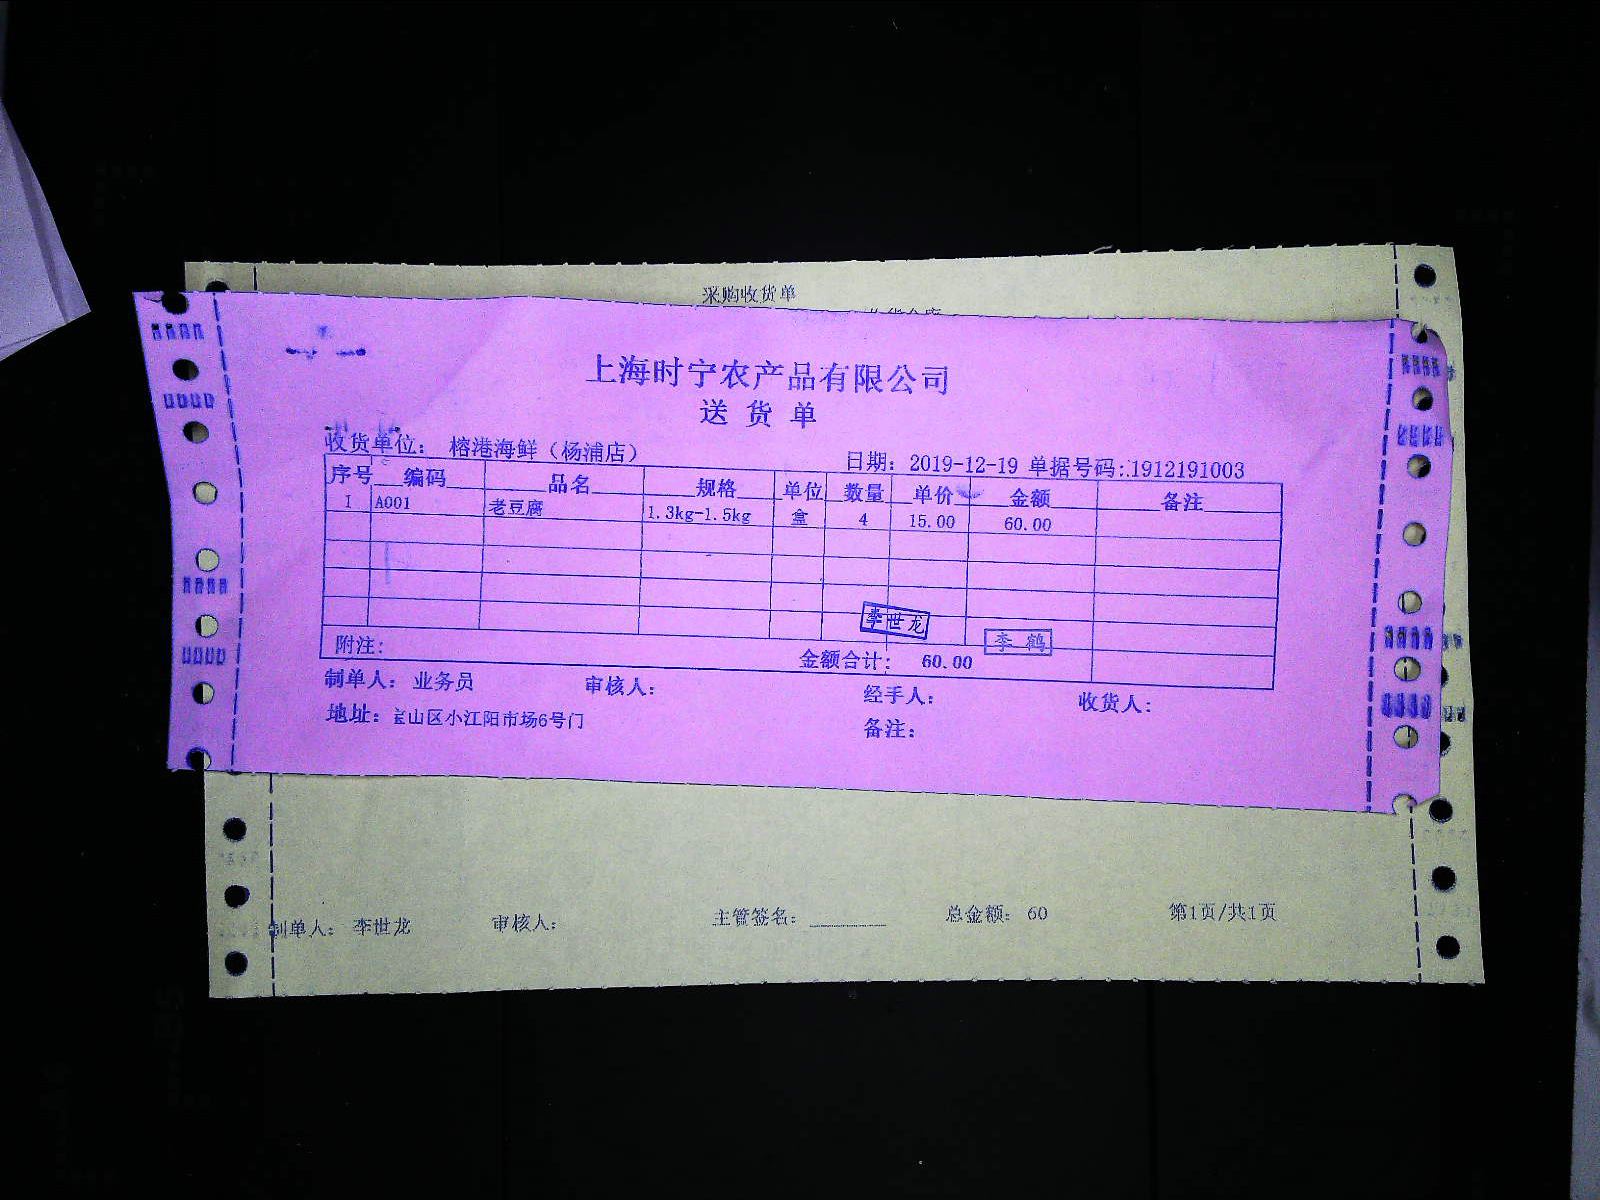 采购收货单
上海时宁农产品有限公司
送货单
收货单位： 榕港海鲜（杨浦店）
日期： 2019-12-19 单据号码：1912191003
序号 编码 品名 规格 单位 数量 单价 金额 备注
1 A001 老豆腐 1.3kg-1.5kg 盒 4 15.00 60.00
李世龙
李鹤
附注： 金额合计： 60.00
制单人： 业务员 审核人： 经手人： 收货人：
地址：宝山区小江阳市场6号门 备注：
制单人： 李世龙 审核人： 主管签名：________ 总金额： 60 第1页/共1页